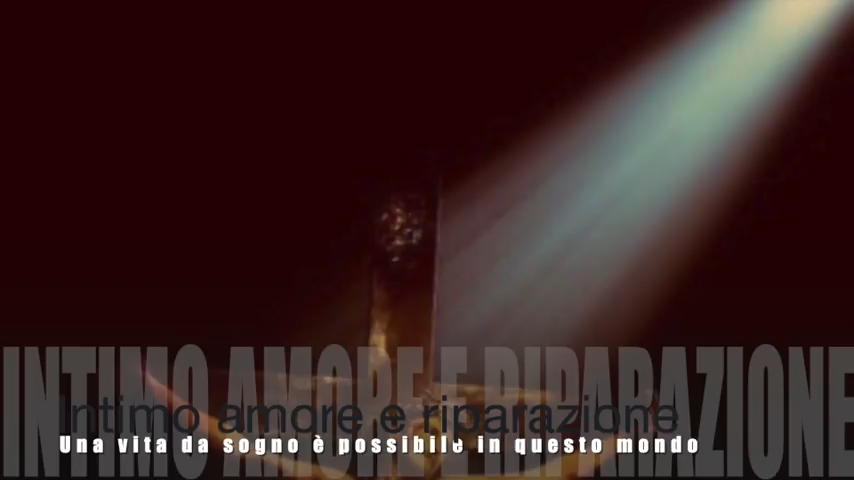 INTIMO AMORE E RIPARAZIONE
Intimo amore e riparazione
Una vita da sogno è possibile in questo mondo